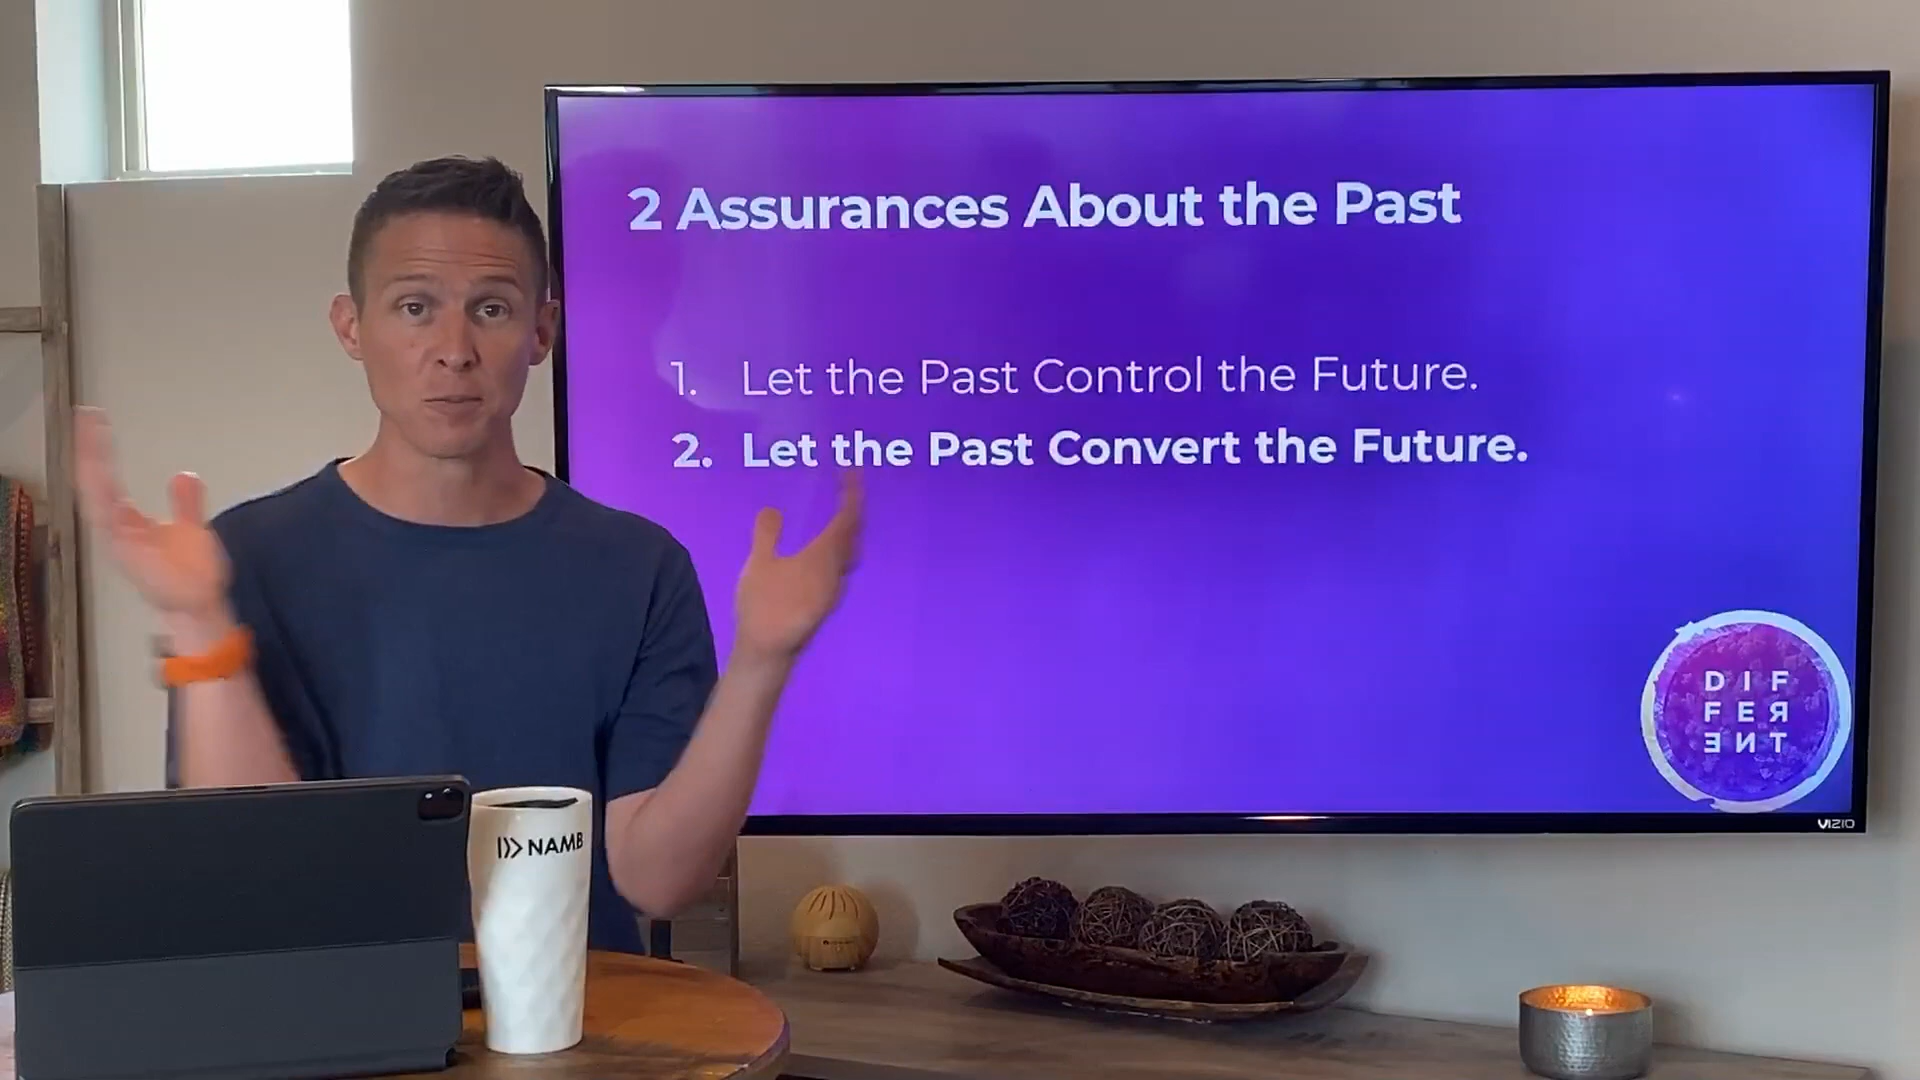 2 Assurances About the Past
1. Let the Past Control the Future.
2. Let the Past Convert the Future.
DIF
FEЯ
ƎИT
VIZIO
NAMB